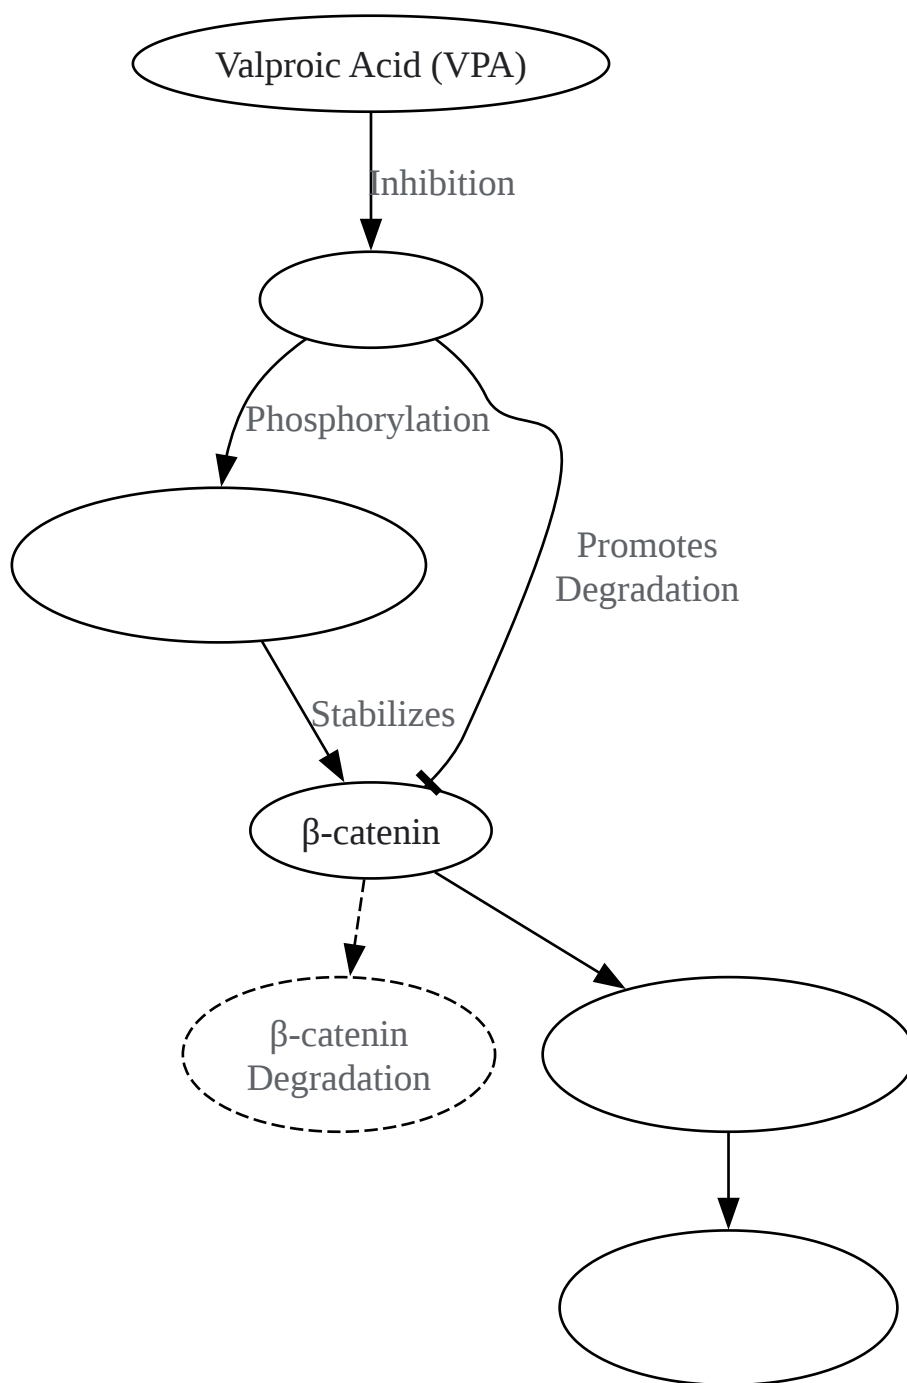 Valproic Acid (VPA)
Inhibition
Phosphorylation
Promotes
Degradation
Stabilizes
β-catenin
β-catenin
Degradation